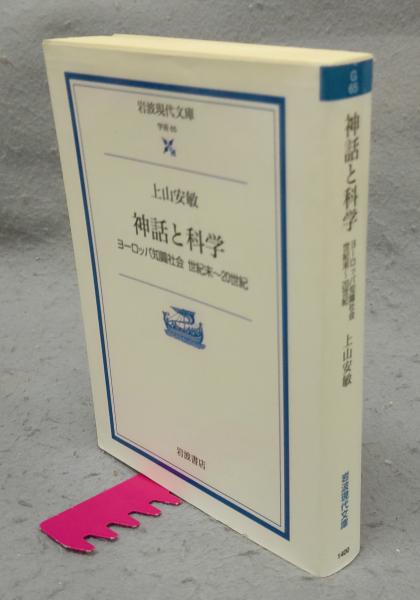 岩波現代文庫
学術 65
上山安敏
神話と科学
ヨーロッパ知識社会 世紀末〜20世紀
岩波書店
G
65
神話と科学
ヨーロッパ知識社会
世紀末〜20世紀
上山安敏
岩波現代文庫
1400